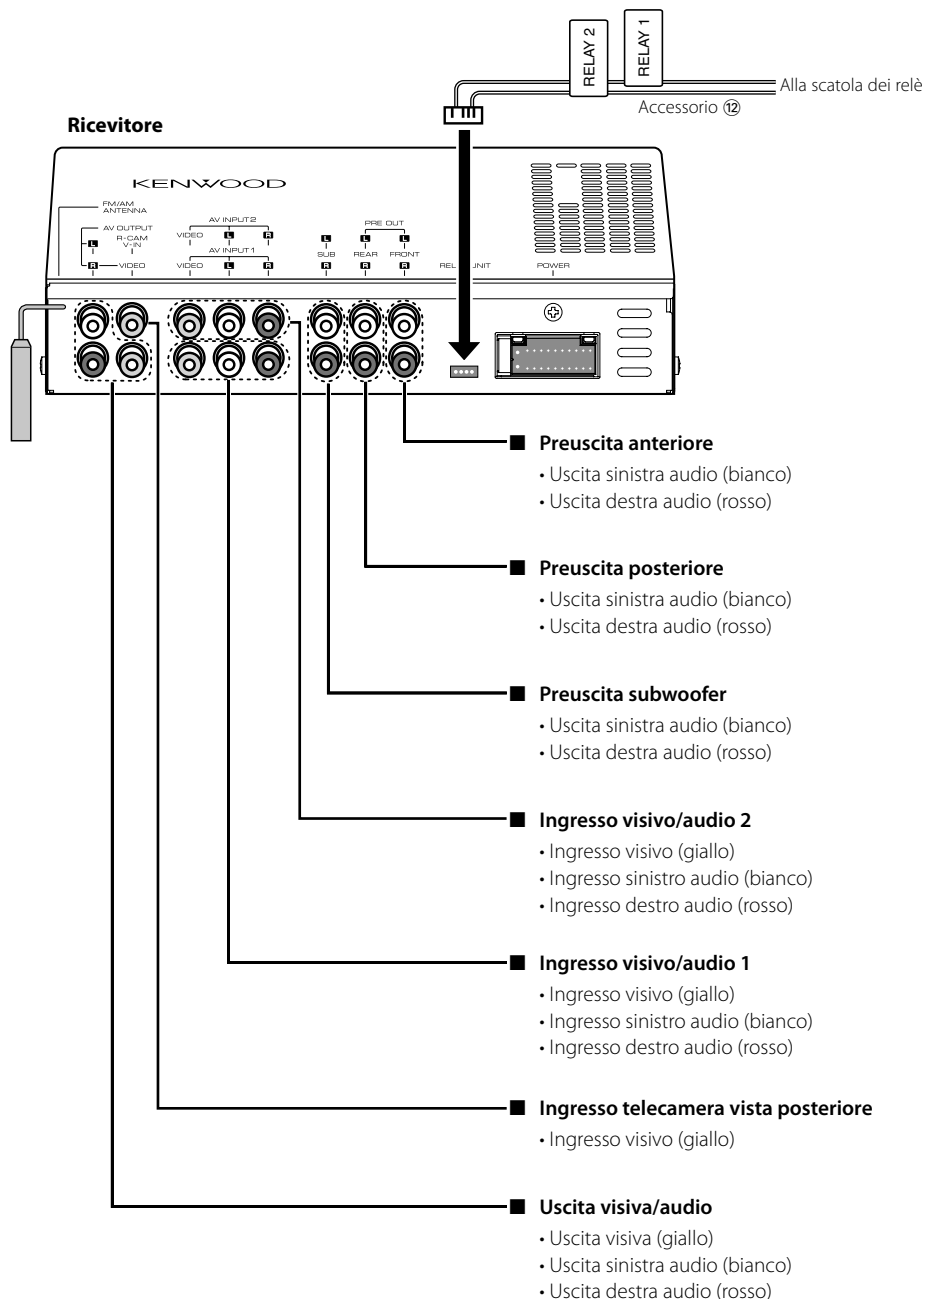 RELAY 2
RELAY 1
Alla scatola dei relè
Accessorio ⑫
Ricevitore
KENWOOD
FM/AM
ANTENNA
AV OUTPUT
L
R-CAM
V-IN
R
VIDEO
AV INPUT2
VIDEO L R
AV INPUT1
VIDEO L R
PRE OUT
L L L
SUB REAR FRONT
R R R
POWER
■ Preuscita anteriore
• Uscita sinistra audio (bianco)
• Uscita destra audio (rosso)
■ Preuscita posteriore
• Uscita sinistra audio (bianco)
• Uscita destra audio (rosso)
■ Preuscita subwoofer
• Uscita sinistra audio (bianco)
• Uscita destra audio (rosso)
■ Ingresso visivo/audio 2
• Ingresso visivo (giallo)
• Ingresso sinistro audio (bianco)
• Ingresso destro audio (rosso)
■ Ingresso visivo/audio 1
• Ingresso visivo (giallo)
• Ingresso sinistro audio (bianco)
• Ingresso destro audio (rosso)
■ Ingresso telecamera vista posteriore
• Ingresso visivo (giallo)
■ Uscita visiva/audio
• Uscita visiva (giallo)
• Uscita sinistra audio (bianco)
• Uscita destra audio (rosso)